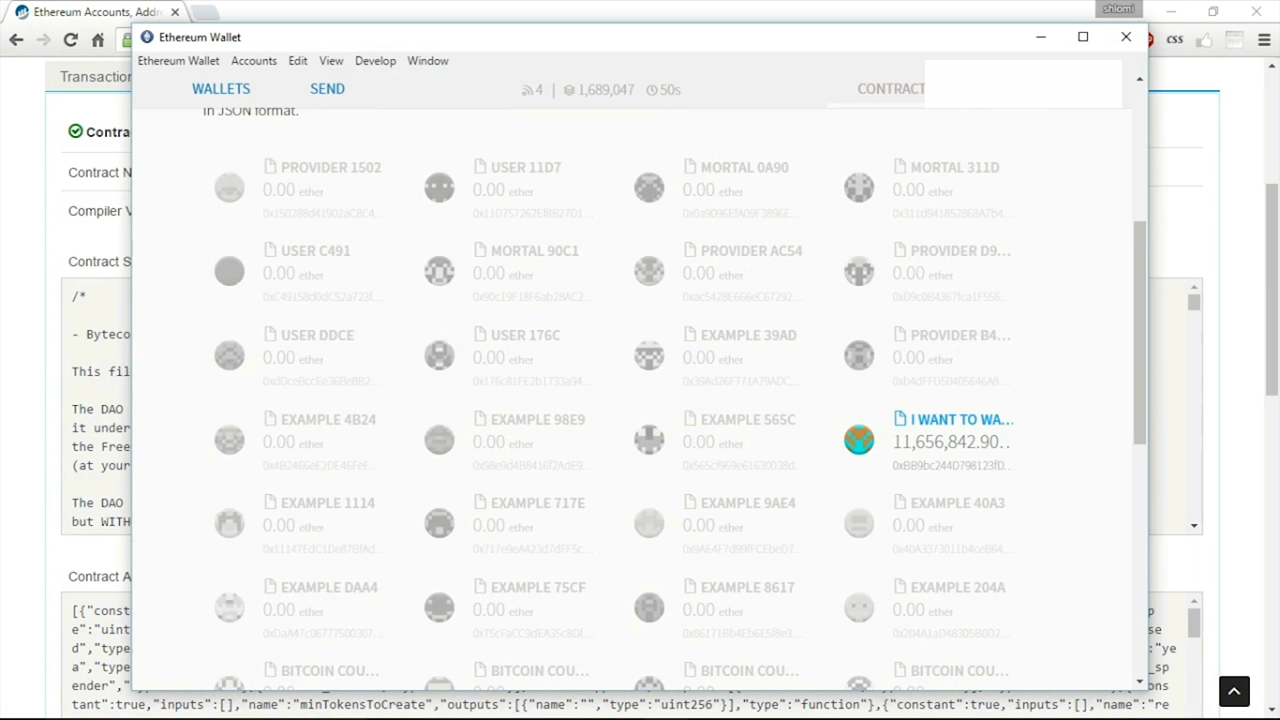 Ethereum Accounts, Addre
shlomi
Ethereum Wallet
CSS
Ethereum Wallet Accounts Edit View Develop Window
Transaction
WALLETS SEND 4 | 1,689,047 50s CONTRACT
in JSON format.
Contra
Contract N
Compiler V
Contract S
/*
- Byteco
This fil
The DAO
it under
the Free
(at your
The DAO
but WITH
Contract A
PROVIDER 1502 USER 11D7 MORTAL 0A90 MORTAL 311D
0.00 ether 0.00 ether 0.00 ether 0.00 ether
USER C491 MORTAL 90C1 PROVIDER AC54 PROVIDER D9...
0.00 ether 0.00 ether 0.00 ether 0.00 ether
USER DDCE USER 176C EXAMPLE 39AD PROVIDER B4...
0.00 ether 0.00 ether 0.00 ether 0.00 ether
EXAMPLE 4B24 EXAMPLE 98E9 EXAMPLE 565C I WANT TO WA...
0.00 ether 0.00 ether 0.00 ether 11,656,842.90..
0xBB9bc244D798123fD..
EXAMPLE 1114 EXAMPLE 717E EXAMPLE 9AE4 EXAMPLE 40A3
0.00 ether 0.00 ether 0.00 ether 0.00 ether
EXAMPLE DAA4 EXAMPLE 75CF EXAMPLE 8617 EXAMPLE 204A
0.00 ether 0.00 ether 0.00 ether 0.00 ether
BITCOIN COU... BITCOIN COU... BITCOIN COU... BITCOIN COU...
[{"cons
e":"uint
d","type
a","type
ender","
tant":true,"inputs":[],"name":"minTokensToCreate","outputs":[{"name":"","type":"uint256"}],"type":"function"},{"constant":true,"inputs":[],"name":"re